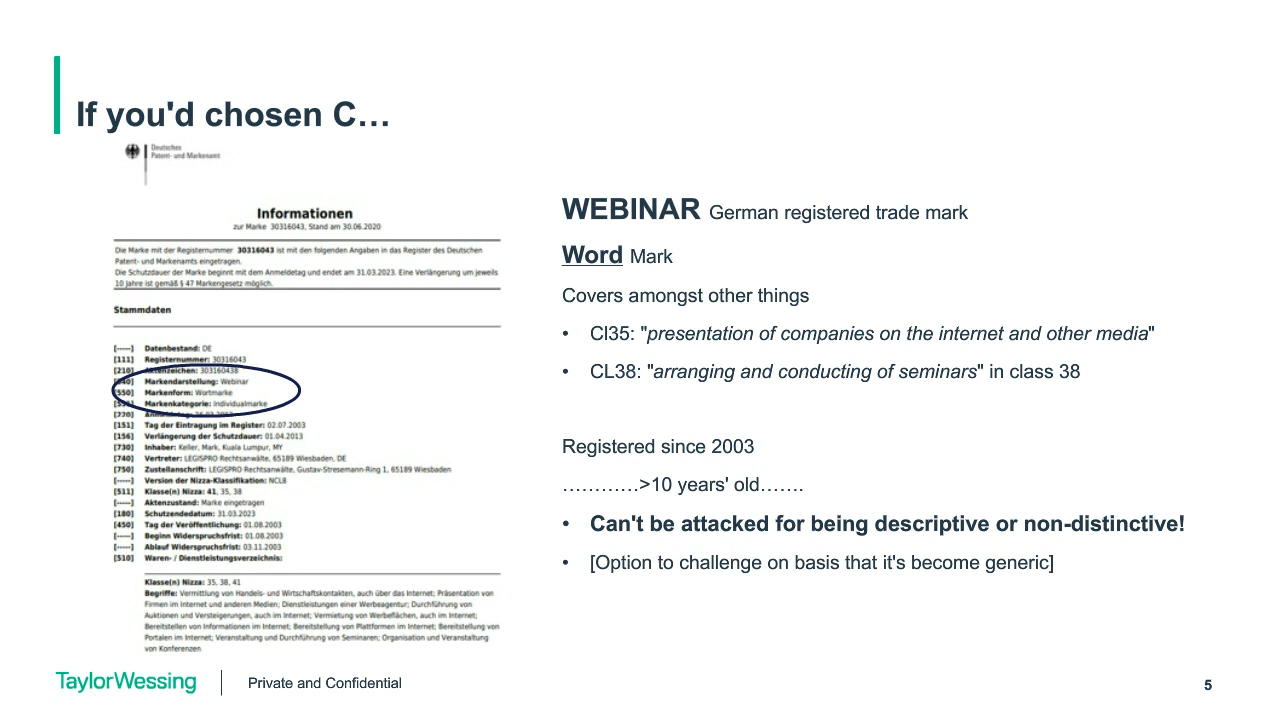 If you'd chosen C…
Deutsches
Patent- und Markenamt
Informationen
zur Marke 30316043, Stand am 30.06.2020
Die Marke mit der Registernummer 30316043 ist mit den folgenden Angaben in das Register des Deutschen
Patent- und Markenamts eingetragen.
Die Schutzdauer der Marke beginnt mit dem Anmeldetag und endet am 31.03.2023. Eine Verlängerung um jeweils
10 Jahre ist gemäß § 47 Markengesetz möglich.
Stammdaten
[-----] Datenbestand: DE
[111] Registernummer: 30316043
[210] Aktenzeichen: 303160438
[540] Markendarstellung: Webinar
[550] Markenform: Wortmarke
Markenkategorie: Individualmarke
[220]
[151] Tag der Eintragung im Register: 02.07.2003
[156] Verlängerung der Schutzdauer: 01.04.2013
[730] Inhaber: Keller, Mark, Kuala Lumpur, MY
[740] Vertreter: LEGISPRO Rechtsanwälte, 65189 Wiesbaden, DE
[750] Zustellanschrift: LEGISPRO Rechtsanwälte, Gustav-Stresemann-Ring 1, 65189 Wiesbaden
[-----] Version der Nizza-Klassifikation: NCL8
[511] Klasse(n) Nizza: 41, 35, 38
[-----] Aktenzustand: Marke eingetragen
[180] Schutzendedatum: 31.03.2023
[450] Tag der Veröffentlichung: 01.08.2003
[-----] Beginn Widerspruchsfrist: 01.08.2003
[-----] Ablauf Widerspruchsfrist: 03.11.2003
[510] Waren- / Dienstleistungsverzeichnis:
Klasse(n) Nizza: 35, 38, 41
Begriffe: Vermittlung von Handels- und Wirtschaftskontakten, auch über das Internet; Präsentation von
Firmen im Internet und anderen Medien; Dienstleistungen einer Werbeagentur; Durchführung von
Auktionen und Versteigerungen, auch im Internet; Vermietung von Werbeflächen, auch im Internet;
Bereitstellen von Informationen im Internet; Bereitstellung von Plattformen im Internet; Bereitstellung von
Portalen im Internet; Veranstaltung und Durchführung von Seminaren; Organisation und Veranstaltung
von Konferenzen
WEBINAR German registered trade mark
Word Mark
Covers amongst other things
• Cl35: "presentation of companies on the internet and other media"
• CL38: "arranging and conducting of seminars" in class 38
Registered since 2003
…………>10 years' old…….
• Can't be attacked for being descriptive or non-distinctive!
• [Option to challenge on basis that it's become generic]
TaylorWessing
Private and Confidential
5